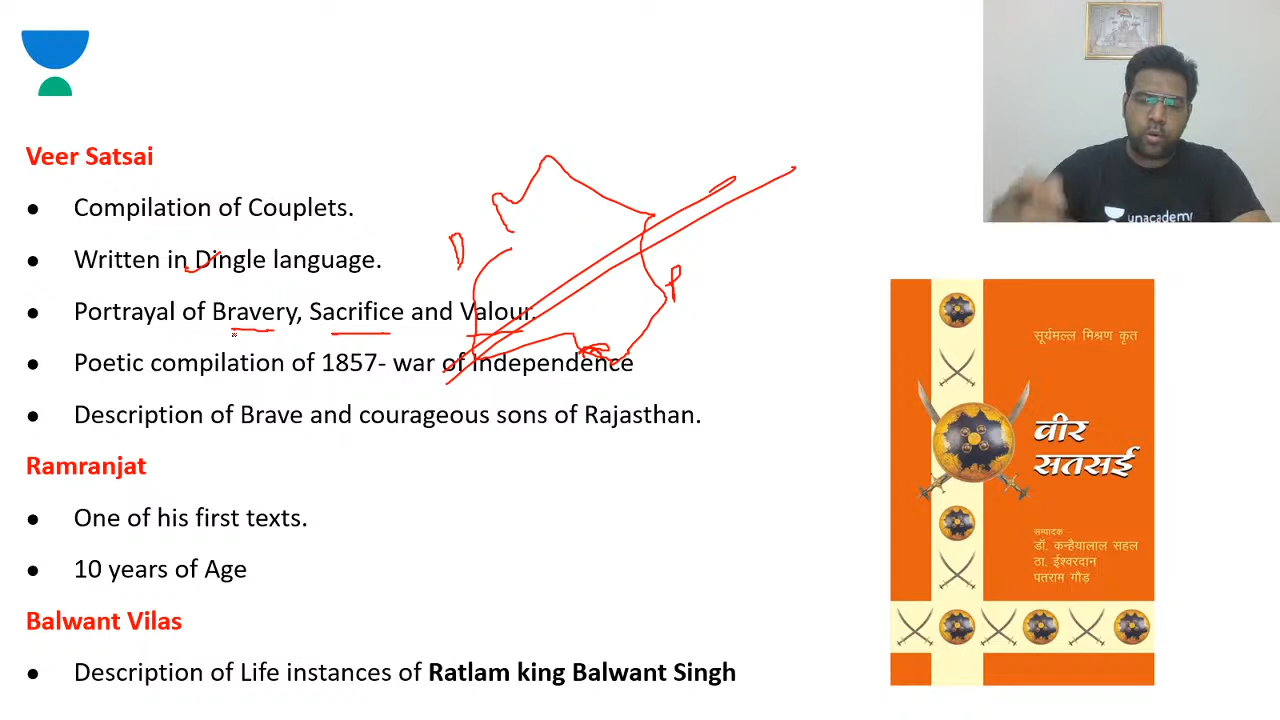 Veer Satsai
● Compilation of Couplets.
● Written in Dingle language.
● Portrayal of Bravery, Sacrifice and Valour.
● Poetic compilation of 1857- war of Independence
● Description of Brave and courageous sons of Rajasthan.
Ramranjat
● One of his first texts.
● 10 years of Age
Balwant Vilas
● Description of Life instances of Ratlam king Balwant Singh
D
P
unacademy
सूर्यमल्ल मिश्रण कृत
वीर
सतसई
सम्पादक
डॉ. कन्हैयालाल सहल
ठा. ईश्वरदान
पतराम गौड़